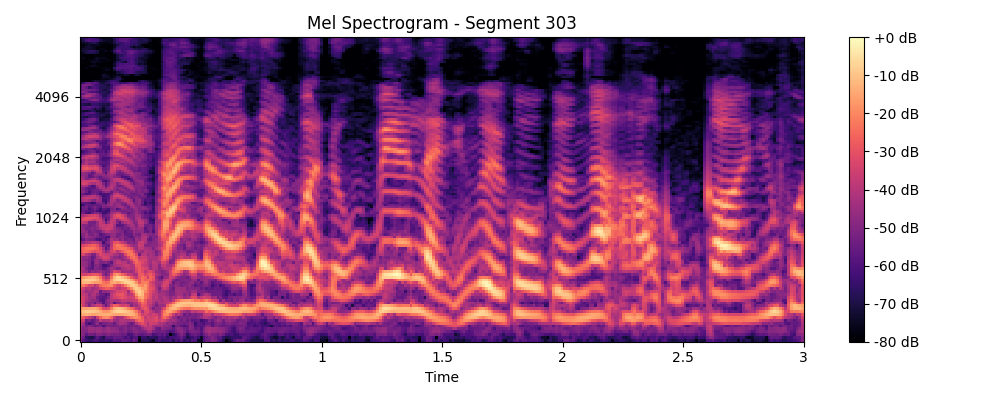 Mel Spectrogram - Segment 303
Frequency
4096
2048
1024
512
0
0
0.5
1
1.5
2
2.5
3
Time
+0 dB
-10 dB
-20 dB
-30 dB
-40 dB
-50 dB
-60 dB
-70 dB
-80 dB